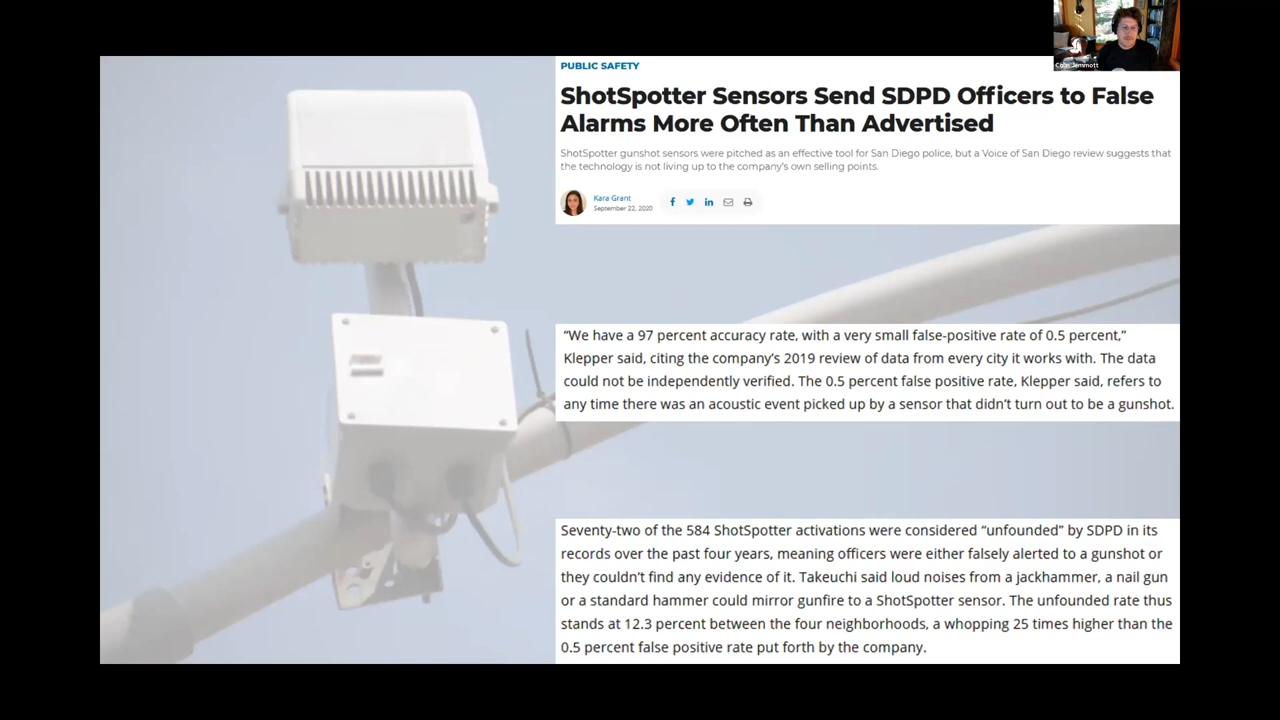 Colin Jemmott
PUBLIC SAFETY
ShotSpotter Sensors Send SDPD Officers to False
Alarms More Often Than Advertised
ShotSpotter gunshot sensors were pitched as an effective tool for San Diego police, but a Voice of San Diego review suggests that
the technology is not living up to the company's own selling points.
Kara Grant
September 22, 2020
“We have a 97 percent accuracy rate, with a very small false-positive rate of 0.5 percent,”
Klepper said, citing the company's 2019 review of data from every city it works with. The data
could not be independently verified. The 0.5 percent false positive rate, Klepper said, refers to
any time there was an acoustic event picked up by a sensor that didn't turn out to be a gunshot.
Seventy-two of the 584 ShotSpotter activations were considered “unfounded” by SDPD in its
records over the past four years, meaning officers were either falsely alerted to a gunshot or
they couldn't find any evidence of it. Takeuchi said loud noises from a jackhammer, a nail gun
or a standard hammer could mirror gunfire to a ShotSpotter sensor. The unfounded rate thus
stands at 12.3 percent between the four neighborhoods, a whopping 25 times higher than the
0.5 percent false positive rate put forth by the company.